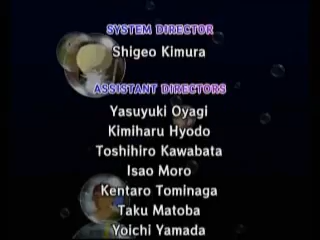 SYSTEM DIRECTOR
Shigeo Kimura
ASSISTANT DIRECTORS
Yasuyuki Oyagi
Kimiharu Hyodo
Toshihiro Kawabata
Isao Moro
Kentaro Tominaga
Taku Matoba
Yoichi Yamada